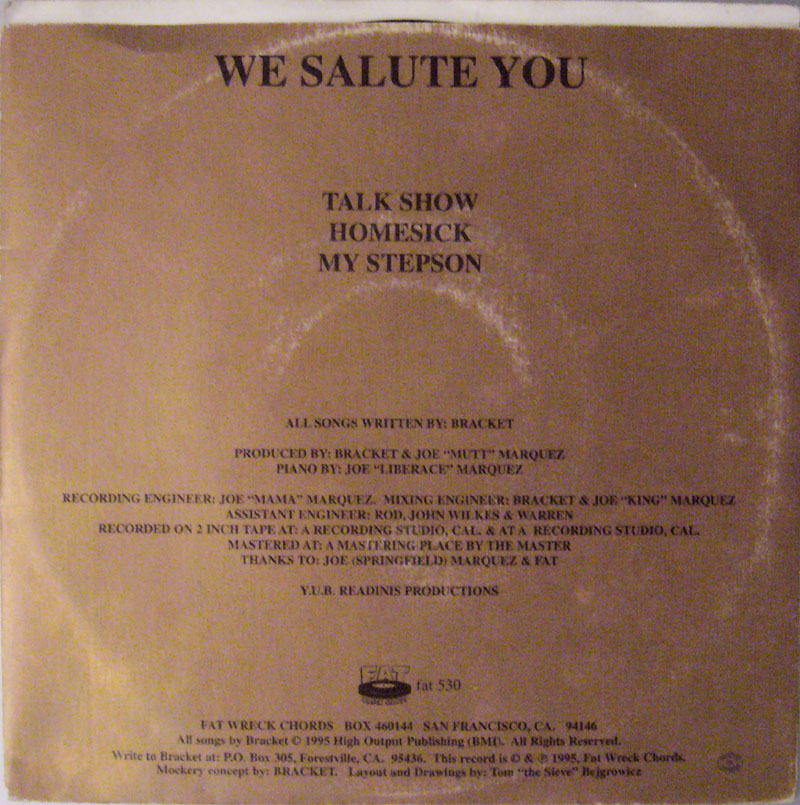 WE SALUTE YOU
TALK SHOW
HOMESICK
MY STEPSON
ALL SONGS WRITTEN BY: BRACKET
PRODUCED BY: BRACKET & JOE “MUTT” MARQUEZ
PIANO BY: JOE “LIBERACE” MARQUEZ
RECORDING ENGINEER: JOE “MAMA” MARQUEZ. MIXING ENGINEER: BRACKET & JOE “KING” MARQUEZ
ASSISTANT ENGINEER: ROD, JOHN WILKES & WARREN
RECORDED ON 2 INCH TAPE AT: A RECORDING STUDIO, CAL. & AT A RECORDING STUDIO, CAL.
MASTERED AT: A MASTERING PLACE BY THE MASTER
THANKS TO: JOE (SPRINGFIELD) MARQUEZ & FAT
Y.U.B. READINIS PRODUCTIONS
FAT
fat 530
FAT WRECK CHORDS BOX 460144 SAN FRANCISCO, CA. 94146
All songs by Bracket © 1995 High Output Publishing (BMI). All Rights Reserved.
Write to Bracket at: P.O. Box 305, Forestville, CA. 95436. This record is © & ℗ 1995, Fat Wreck Chords.
Mockery concept by: BRACKET. Layout and Drawings by: Tom “the Sieve” Bejgrowicz